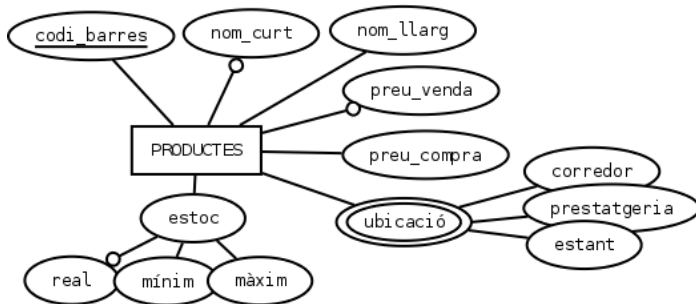 codi_barres
nom_curt
nom_llarg
preu_venda
PRODUCTES
preu_compra
corredor
prestatgeria
estoc
ubicació
estant
real
mínim
màxim